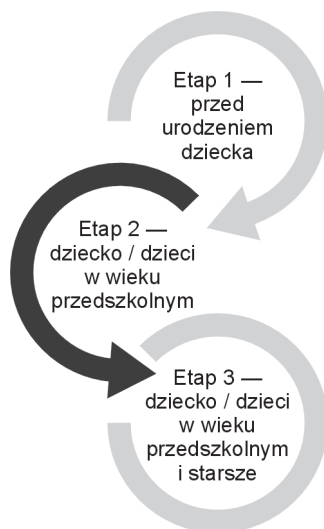 Etap 1 —
przed
urodzeniem
dziecka
Etap 2 —
dziecko / dzieci
w wieku
przedszkolnym
Etap 3 —
dziecko / dzieci
w wieku
przedszkolnym
i starsze